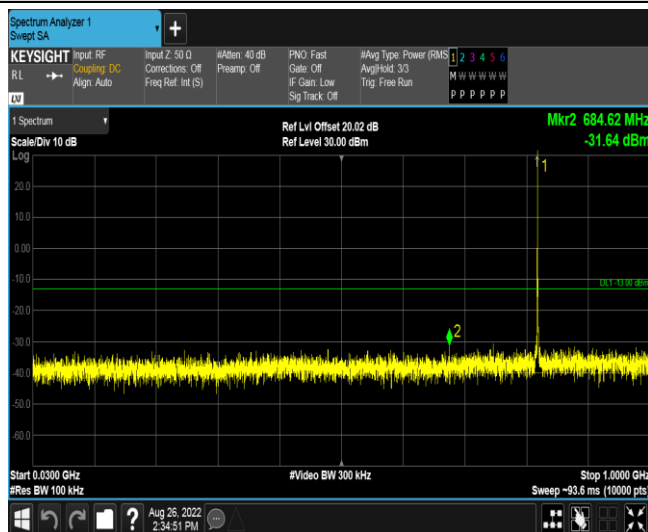 Spectrum Analyzer 1
Swept SA
KEYSIGHT
RL
LXI
Input: RF
Coupling: DC
Align: Auto
Input Z: 50 Ω
Corrections: Off
Freq Ref: Int (S)
#Atten: 40 dB
Preamp: Off
PNO: Fast
Gate: Off
IF Gain: Low
Sig Track: Off
#Avg Type: Power (RMS
Avg|Hold: 3/3
Trig: Free Run
1 2 3 4 5 6
M W W W W W
P P P P P P
1 Spectrum
Scale/Div 10 dB
Ref Lvl Offset 20.02 dB
Ref Level 30.00 dBm
Mkr2 684.62 MHz
-31.64 dBm
Log
1
20.0
10.0
0.00
-10.0
DL1 -13.00 dBm
-20.0
2
-30.0
-40.0
-50.0
-60.0
Start 0.0300 GHz
#Video BW 300 kHz
Stop 1.0000 GHz
#Res BW 100 kHz
Sweep ~93.6 ms (10000 pts)
Aug 26, 2022
2:34:51 PM